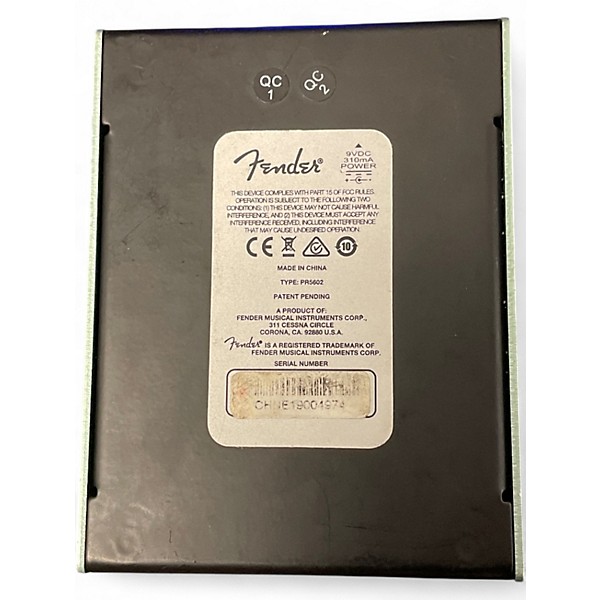 QC
1
QC
2
Fender®
9VDC
310mA
POWER
THIS DEVICE COMPLIES WITH PART 15 OF FCC RULES.
OPERATION IS SUBJECT TO THE FOLLOWING TWO
CONDITIONS: (1) THIS DEVICE MAY NOT CAUSE HARMFUL
INTERFERENCE, AND (2) THIS DEVICE MUST ACCEPT ANY
INTERFERENCE RECEIVED, INCLUDING INTERFERENCE
THAT MAY CAUSE UNDESIRED OPERATION.
CE 10
MADE IN CHINA
TYPE: PR5602
PATENT PENDING
A PRODUCT OF:
FENDER MUSICAL INSTRUMENTS CORP.,
311 CESSNA CIRCLE
CORONA, CA. 92880 U.S.A.
Fender® IS A REGISTERED TRADEMARK OF
FENDER MUSICAL INSTRUMENTS CORP.
SERIAL NUMBER